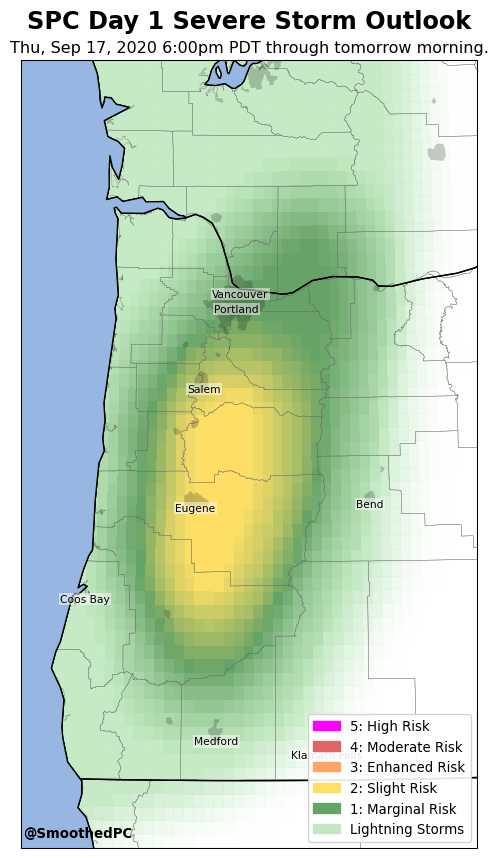 SPC Day 1 Severe Storm Outlook
Thu, Sep 17, 2020 6:00pm PDT through tomorrow morning.
Vancouver
Portland
Salem
Bend
Eugene
Coos Bay
Medford
5: High Risk
4: Moderate Risk
3: Enhanced Risk
2: Slight Risk
1: Marginal Risk
Lightning Storms
@SmoothedPC